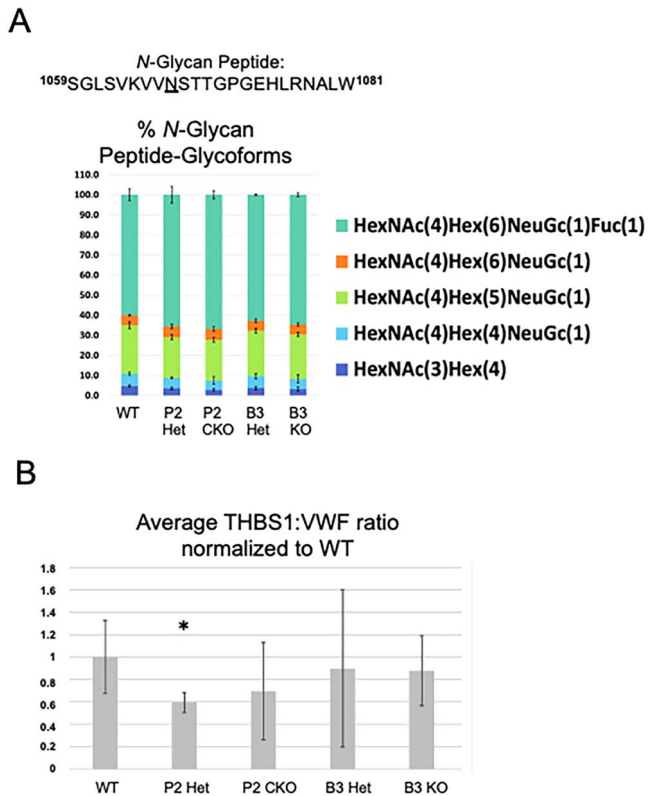 A
N-Glycan Peptide:
1059SGLSVKVVNSTTGPGEHLRNALW1081
% N-Glycan
Peptide-Glycoforms
110.0
100.0
90.0
80.0
70.0
60.0
50.0
40.0
30.0
20.0
10.0
0.0
WT
P2
Het
P2
CKO
B3
Het
B3
KO
HexNAc(4)Hex(6)NeuGc(1)Fuc(1)
HexNAc(4)Hex(6)NeuGc(1)
HexNAc(4)Hex(5)NeuGc(1)
HexNAc(4)Hex(4)NeuGc(1)
HexNAc(3)Hex(4)
B
Average THBS1:VWF ratio
normalized to WT
1.8
1.6
1.4
1.2
1
0.8
0.6
0.4
0.2
0
*
WT
P2 Het
P2 CKO
B3 Het
B3 KO